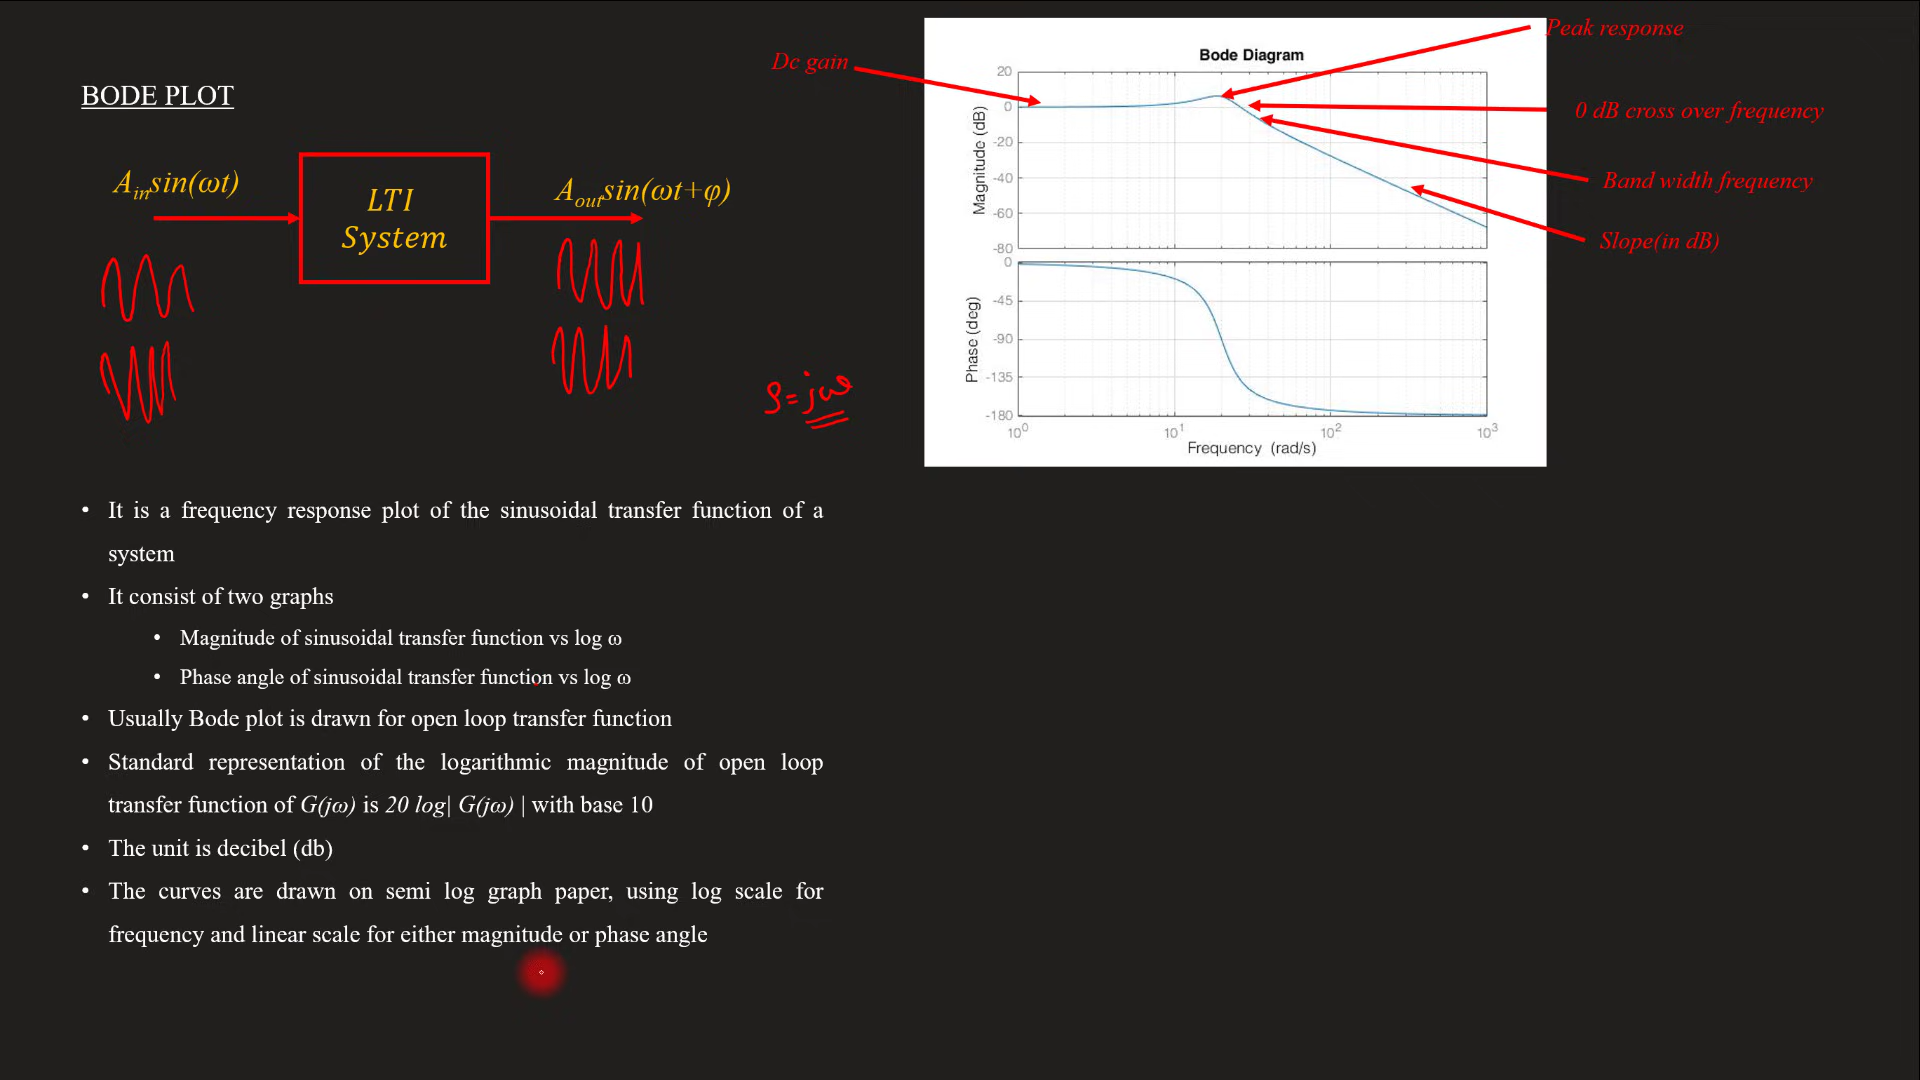 BODE PLOT
A_in sin(ωt)
LTI
System
A_out sin(ωt+φ)
S=jω
Dc gain
Peak response
0 dB cross over frequency
Band width frequency
Slope(in dB)
Bode Diagram
Magnitude (dB)
20
0
-20
-40
-60
-80
Phase (deg)
0
-45
-90
-135
-180
10^0
10^1
10^2
10^3
Frequency (rad/s)
• It is a frequency response plot of the sinusoidal transfer function of a
system
• It consist of two graphs
• Magnitude of sinusoidal transfer function vs log ω
• Phase angle of sinusoidal transfer function vs log ω
• Usually Bode plot is drawn for open loop transfer function
• Standard representation of the logarithmic magnitude of open loop
transfer function of G(jω) is 20 log| G(jω) | with base 10
• The unit is decibel (db)
• The curves are drawn on semi log graph paper, using log scale for
frequency and linear scale for either magnitude or phase angle